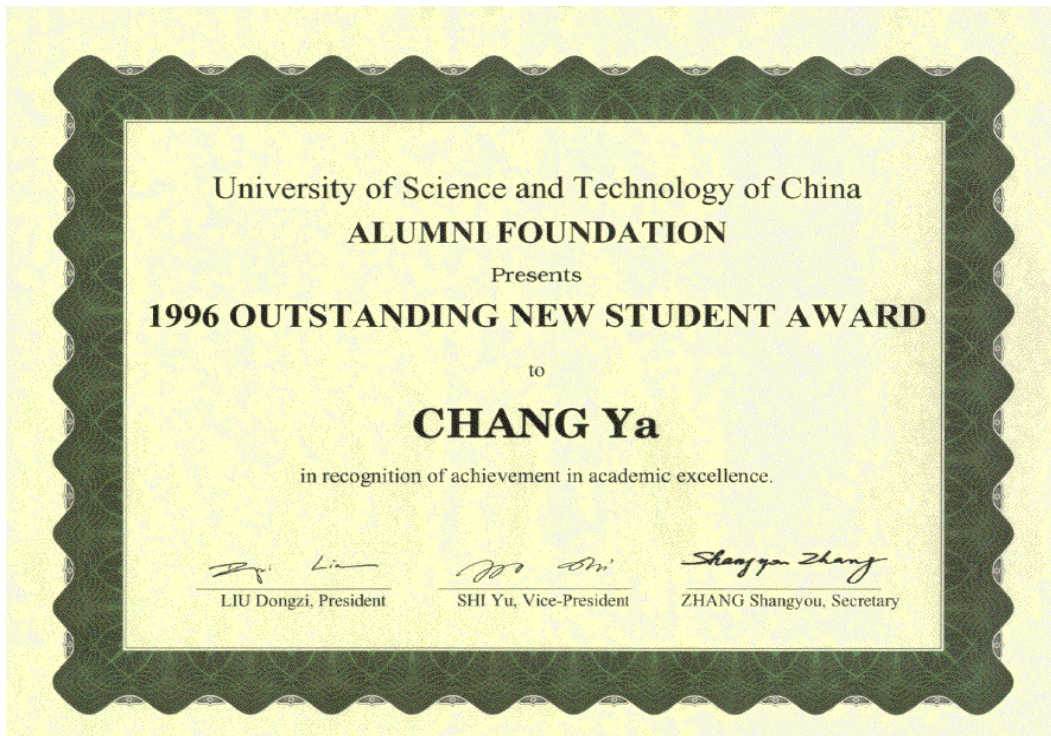 University of Science and Technology of China
ALUMNI FOUNDATION
Presents
1996 OUTSTANDING NEW STUDENT AWARD
to
CHANG Ya
in recognition of achievement in academic excellence.
Shangyou Zhang
LIU Dongzi, President
SHI Yu, Vice-President
ZHANG Shangyou, Secretary